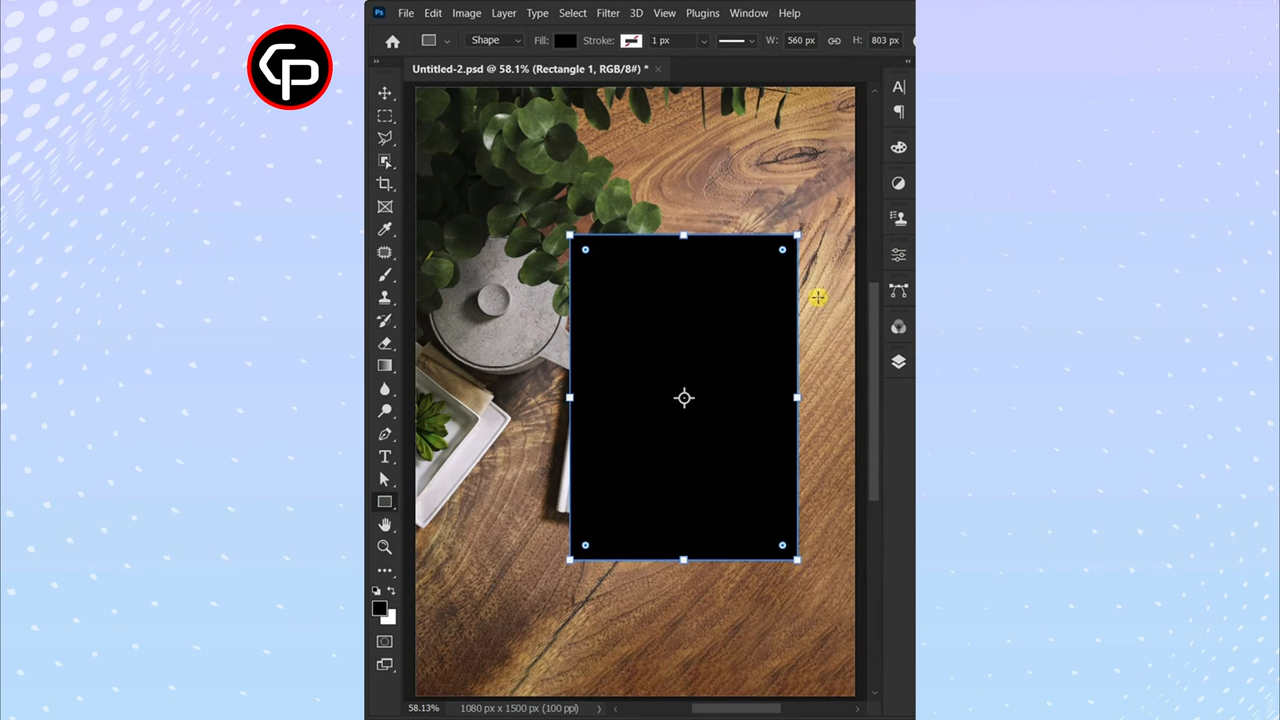 CP
Ps File Edit Image Layer Type Select Filter 3D View Plugins Window Help
Shape Fill: Stroke: 1 px W: 560 px H: 803 px
Untitled-2.psd @ 58.1% (Rectangle 1, RGB/8#) * ×
58.13% 1080 px x 1500 px (100 ppi)